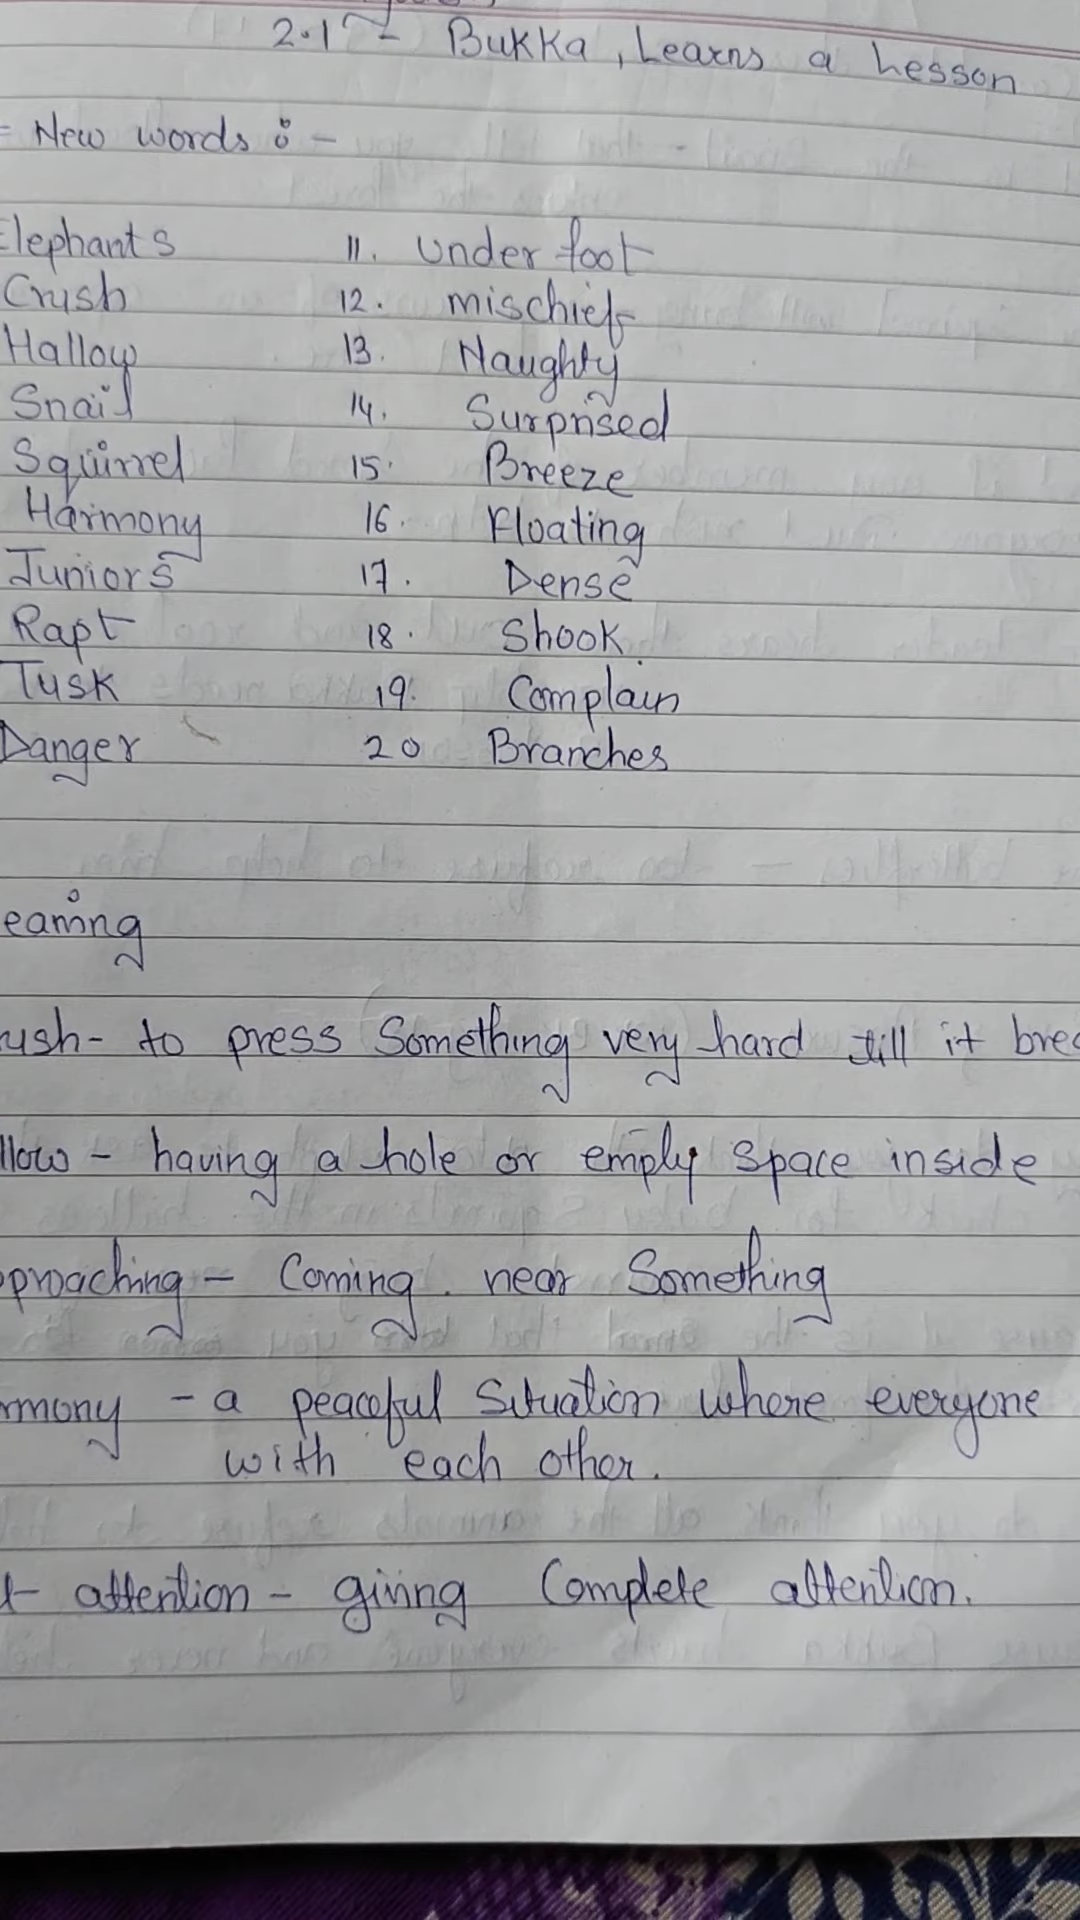 2.1 - Bukka, Learns a Lesson
= New words :-
Elephants 11. Under foot
Crush 12. mischief
Hallow 13. Naughty
Snail 14. Surprised
Squirrel 15. Breeze
Harmony 16. Floating
Juniors 17. Dense
Rapt 18. Shook.
Tusk 19. Complain
Danger 20 Branches
eaning
ush- to press Something very hard till it brea
llow - having a hole or emply space inside
proaching - Coming near Something
rmony - a peaceful Situation where everyone
with each other.
t attention - giving Complete attention.